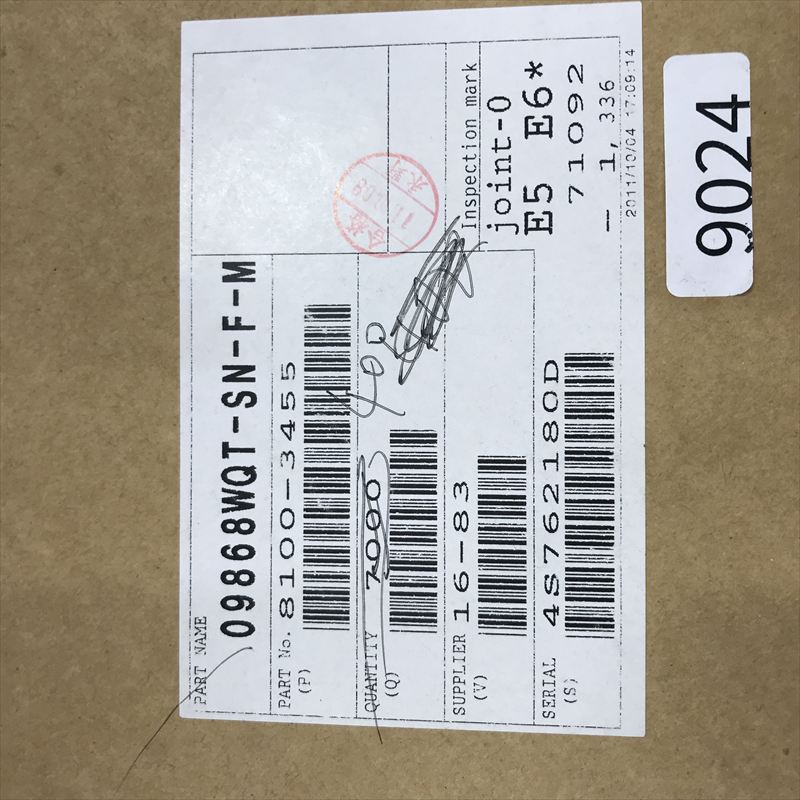 PART NAME
09868WQT-SN-F-M
PART No. 8100-3455
(P)
QUANTITY 7000
(Q)
SUPPLIER 16-83
(V)
SERIAL 4S762180D
(S)
Inspection mark
joint-O
E5 E6*
71092
- 1, 336
2011/10/04 17:09:14
9024